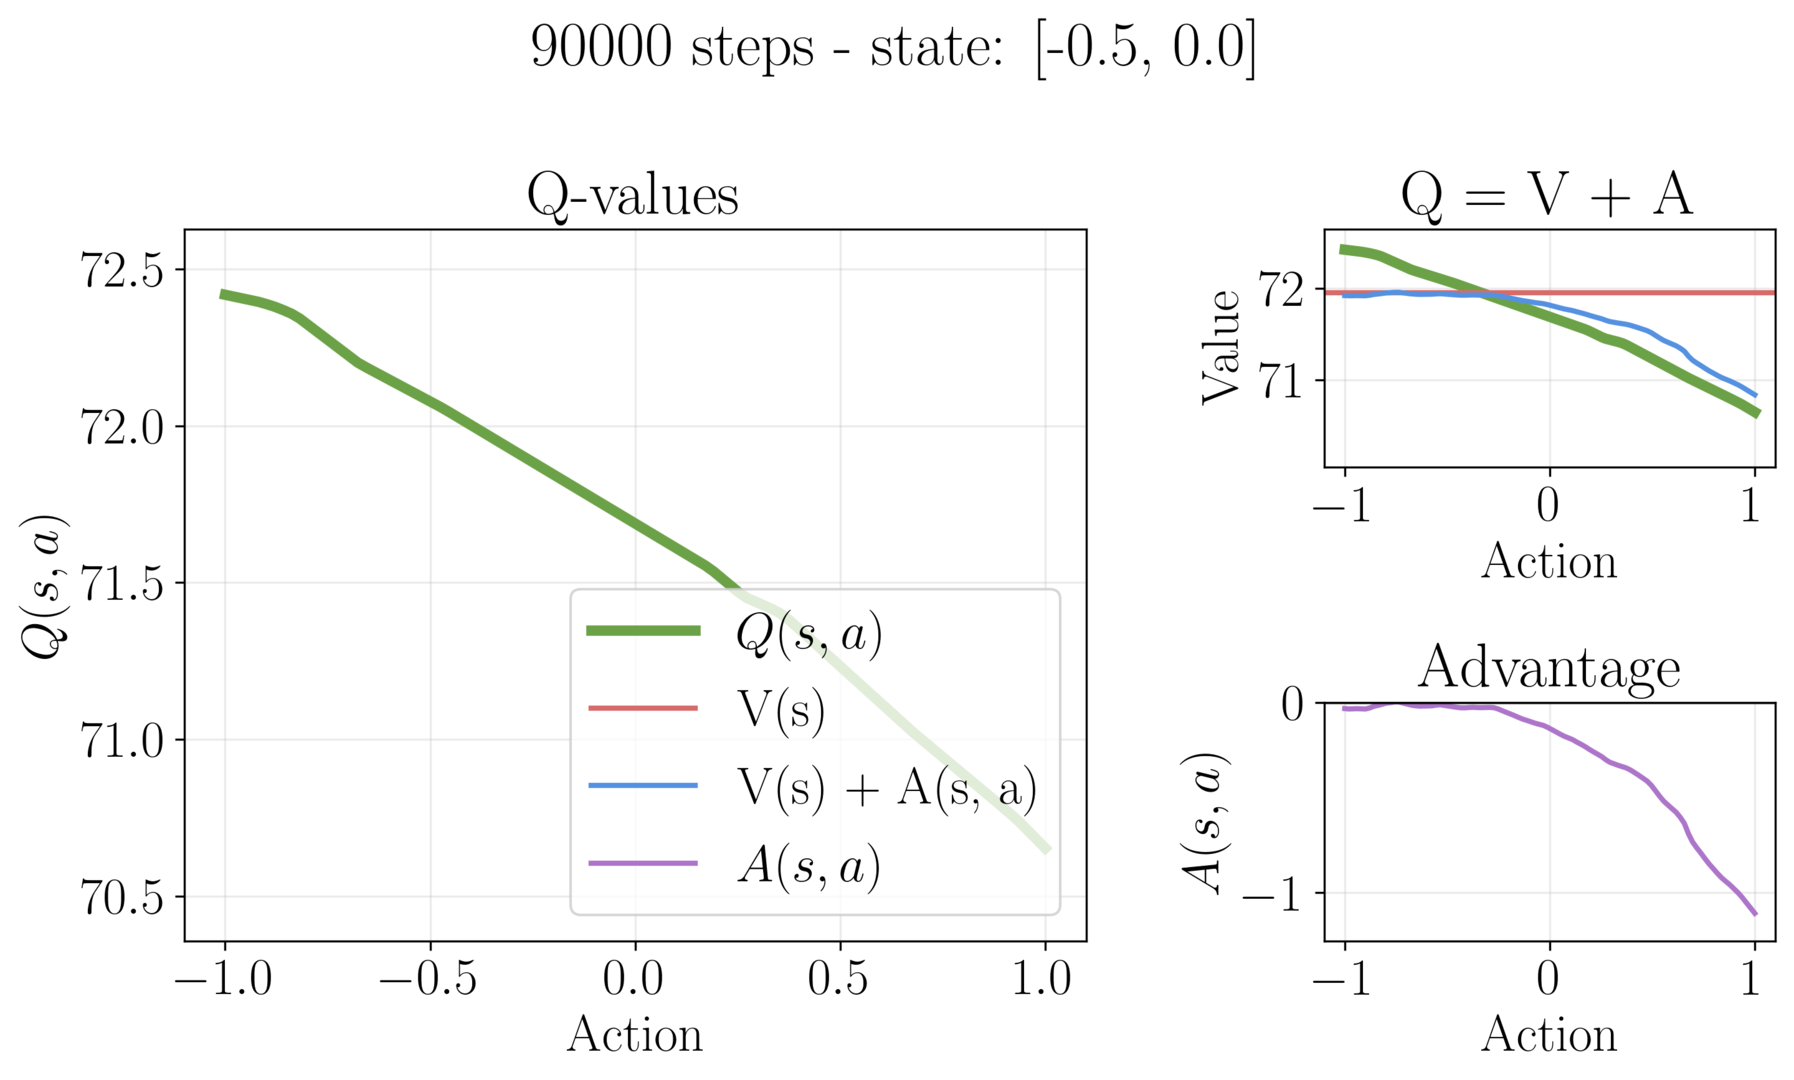 90000 steps - state: [-0.5, 0.0]
Q-values
Q(s, a)
72.5
72.0
71.5
71.0
70.5
Q(s, a)
V(s)
V(s) + A(s, a)
A(s, a)
−1.0 −0.5 0.0 0.5 1.0
Action
Q = V + A
Value
72
71
−1 0 1
Action
Advantage
A(s, a)
0
−1
−1 0 1
Action